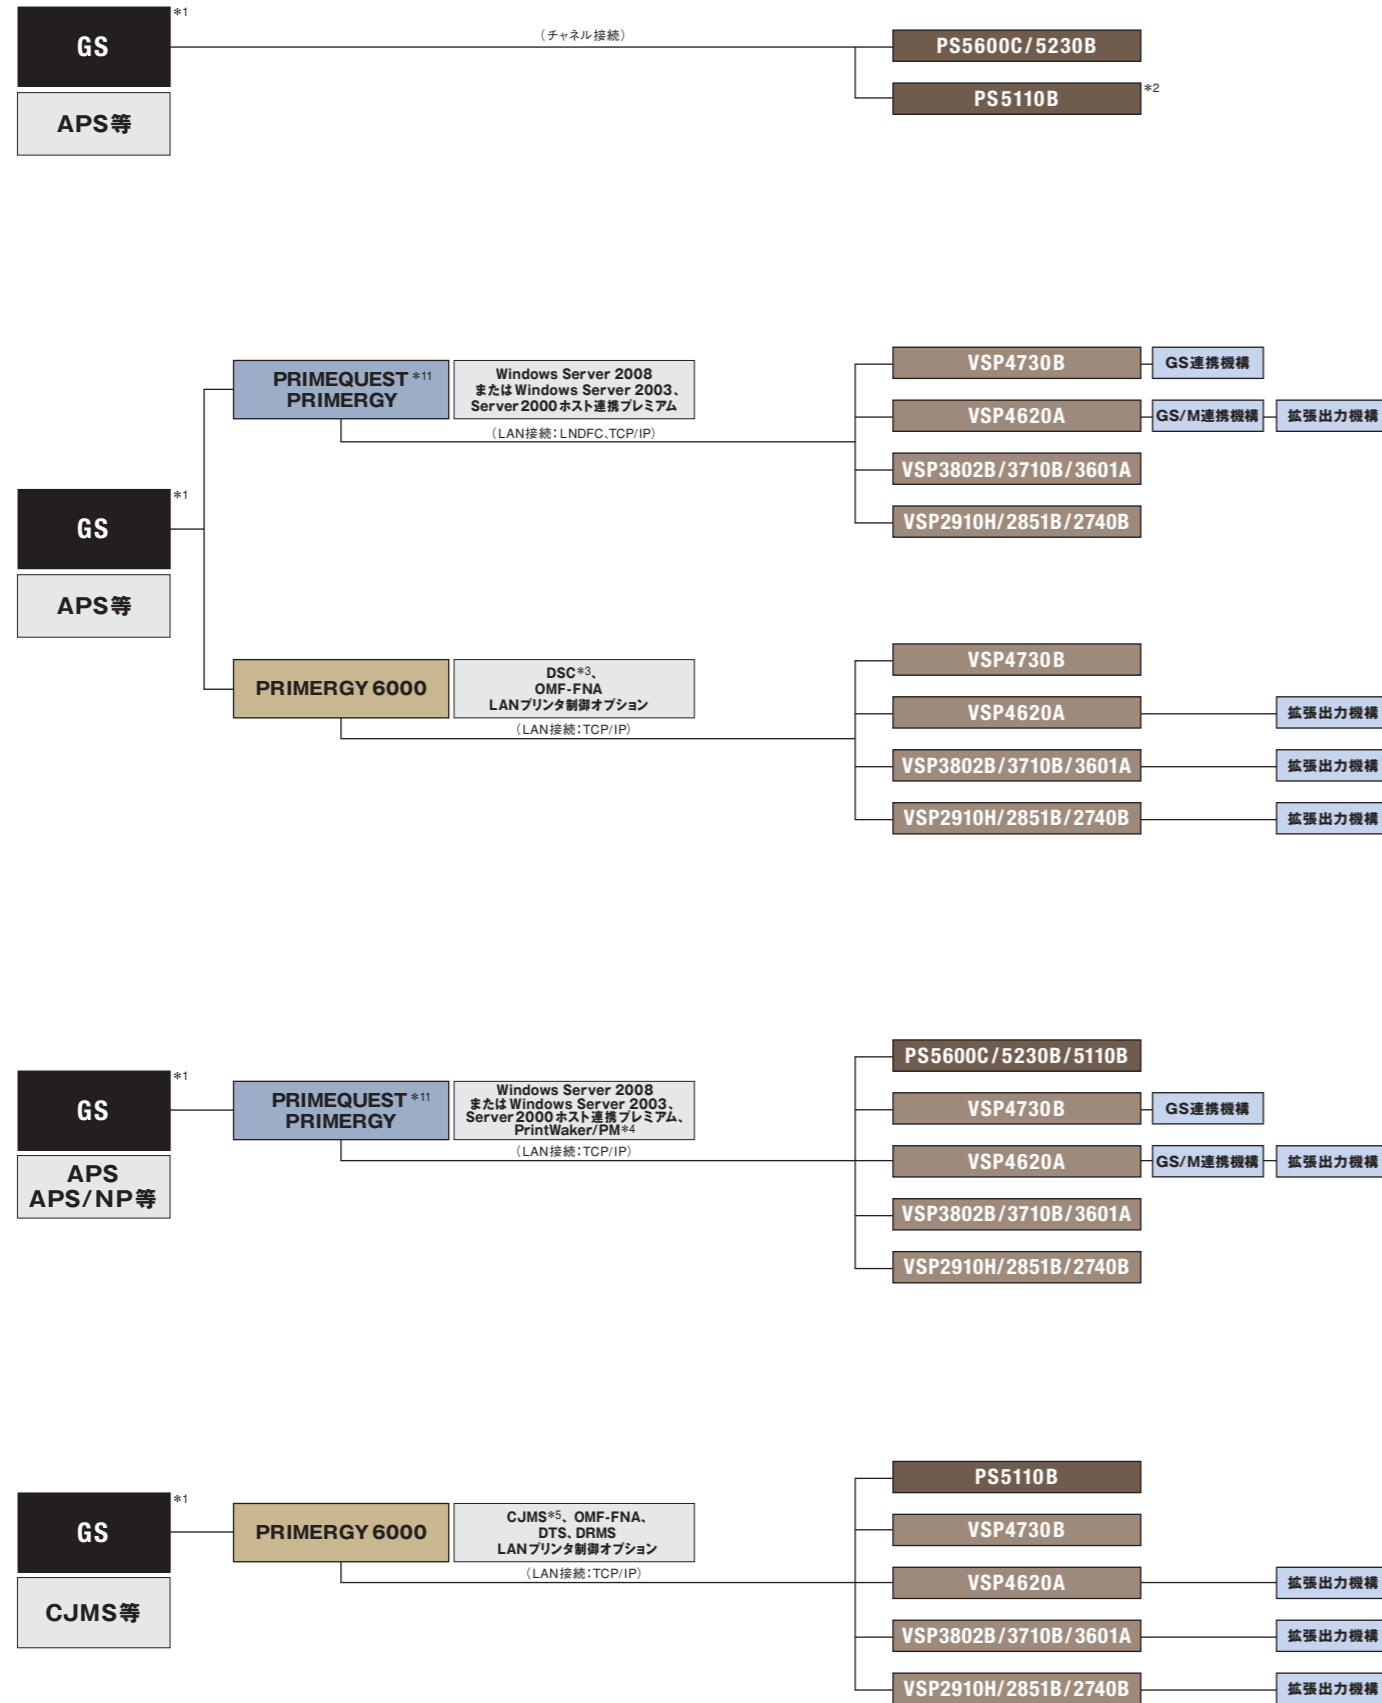 GS
*1
APS等
(チャネル接続)
PS5600C/5230B
PS5110B
*2
GS
*1
APS等
PRIMEQUEST*11
PRIMERGY
Windows Server 2008
またはWindows Server 2003、
Server2000ホスト連携プレミアム
(LAN接続:LNDFC、TCP/IP)
VSP4730B
GS連携機構
VSP4620A
GS/M連携機構
拡張出力機構
VSP3802B/3710B/3601A
VSP2910H/2851B/2740B
PRIMERGY 6000
DSC*3、
OMF-FNA
LANプリンタ制御オプション
(LAN接続:TCP/IP)
VSP4730B
VSP4620A
拡張出力機構
VSP3802B/3710B/3601A
拡張出力機構
VSP2910H/2851B/2740B
拡張出力機構
GS
*1
APS
APS/NP等
PRIMEQUEST*11
PRIMERGY
Windows Server 2008
またはWindows Server 2003、
Server2000ホスト連携プレミアム、
PrintWaker/PM*4
(LAN接続:TCP/IP)
PS5600C/5230B/5110B
VSP4730B
GS連携機構
VSP4620A
GS/M連携機構
拡張出力機構
VSP3802B/3710B/3601A
VSP2910H/2851B/2740B
GS
*1
CJMS等
PRIMERGY 6000
CJMS*5、OMF-FNA、
DTS、DRMS
LANプリンタ制御オプション
(LAN接続:TCP/IP)
PS5110B
VSP4730B
VSP4620A
拡張出力機構
VSP3802B/3710B/3601A
拡張出力機構
VSP2910H/2851B/2740B
拡張出力機構